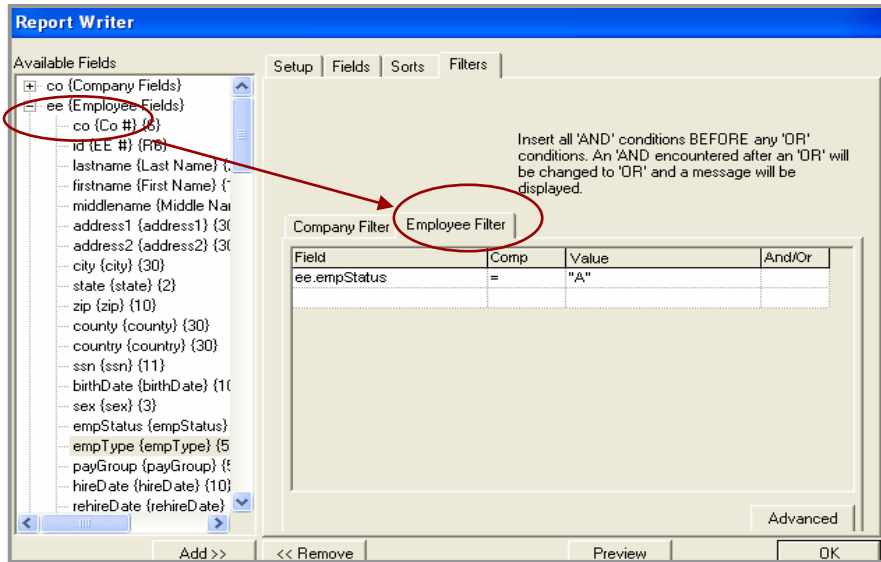 Report Writer
Available Fields
Setup Fields Sorts Filters
co {Company Fields}
ee {Employee Fields}
co {Co #} {6}
id {EE #} {R6}
lastname {Last Name} {
firstname {First Name} {
middlename {Middle Nar
address1 {address1} {30
address2 {address2} {30
city {city} {30}
state {state} {2}
zip {zip} {10}
county {county} {30}
country {country} {30}
ssn {ssn} {11}
birthDate {birthDate} {10
sex {sex} {3}
empStatus {empStatus}
empType {empType} {5
payGroup {payGroup} {5
hireDate {hireDate} {10}
rehireDate {rehireDate}
Insert all 'AND' conditions BEFORE any 'OR'
conditions. An 'AND encountered after an 'OR' will
be changed to 'OR' and a message will be
displayed.
Company Filter Employee Filter
Field Comp Value And/Or
ee.empStatus = "A"
Advanced
Add >> << Remove Preview OK